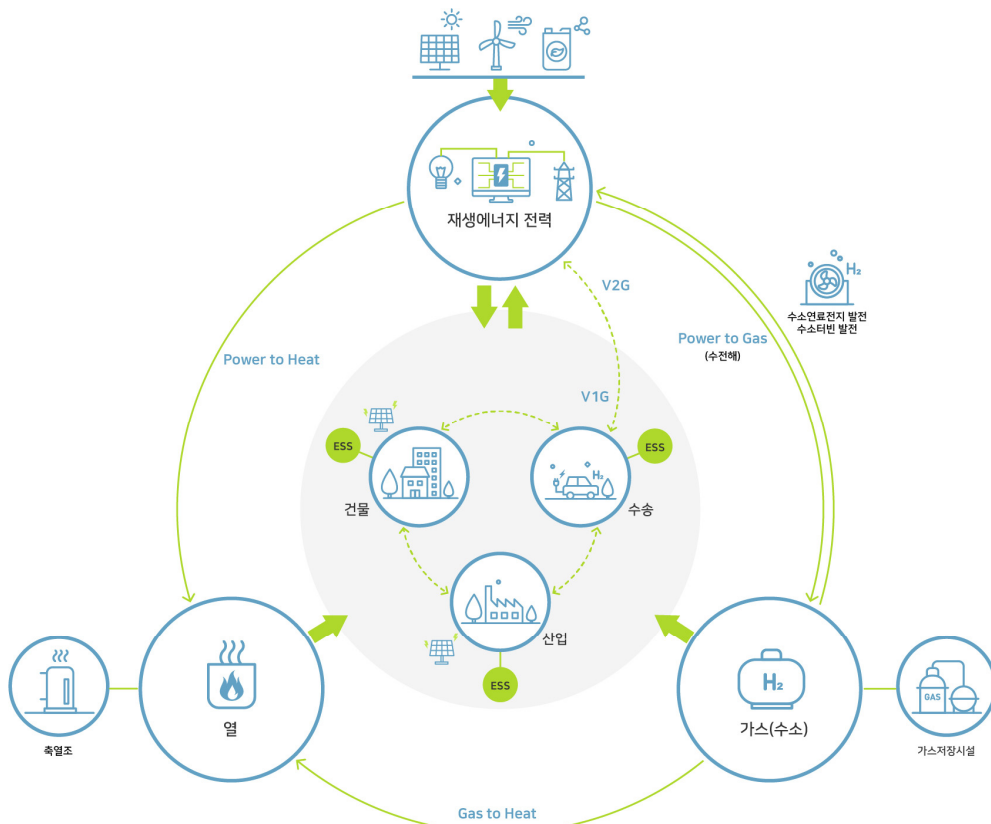 재생에너지 전력
V2G
H₂
수소연료전지 발전
수소터빈 발전
Power to Gas
(수전해)
Power to Heat
V1G
ESS
ESS
H₂
건물
수송
산입
ESS
열
축열조
H₂
가스(수소)
GAS
가스저장시설
Gas to Heat